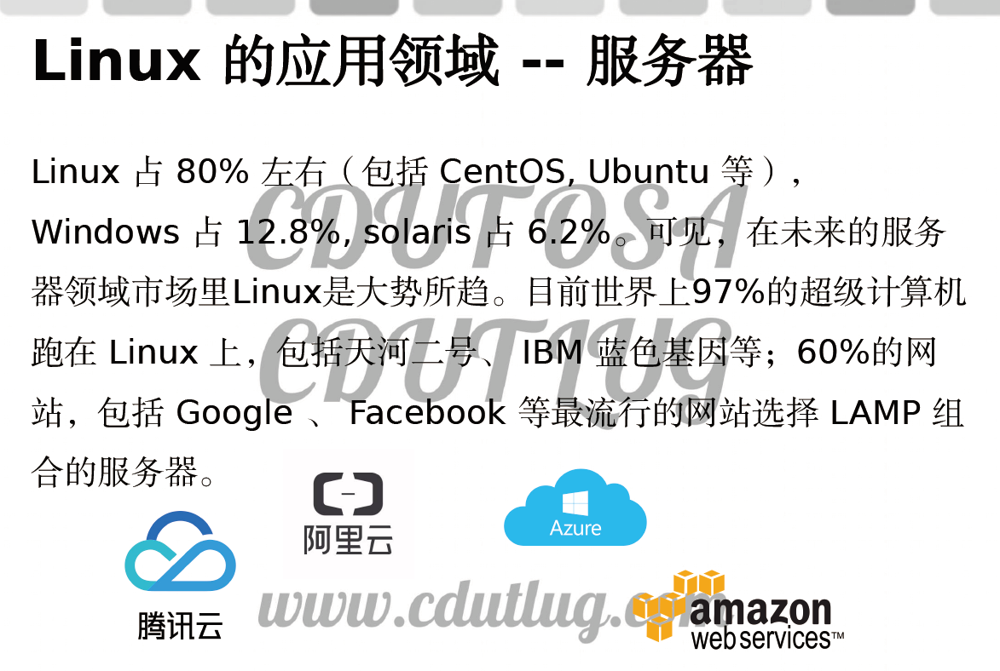 Linux 的应用领域 -- 服务器
Linux 占 80% 左右（包括 CentOS, Ubuntu 等），
Windows 占 12.8%, solaris 占 6.2%。可见，在未来的服务
器领域市场里Linux是大势所趋。目前世界上97%的超级计算机
跑在 Linux 上，包括天河二号、 IBM 蓝色基因等；60%的网
站，包括 Google 、 Facebook 等最流行的网站选择 LAMP 组
合的服务器。
CDUTOSA
CDUTLUG
阿里云
Azure
腾讯云
www.cdutlug.com
amazon
web services™